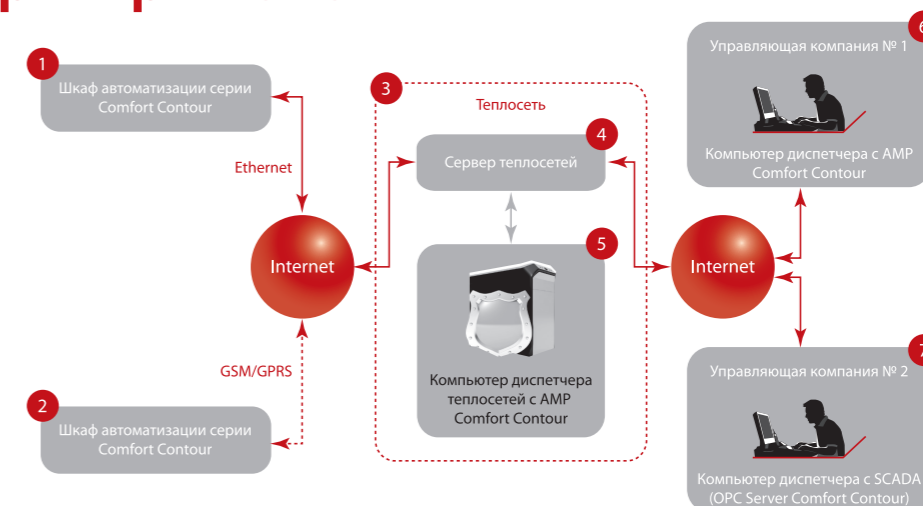 1
Шкаф автоматизации серии
Comfort Contour
Ethernet
Internet
GSM/GPRS
2
Шкаф автоматизации серии
Comfort Contour
3
Теплосеть
4
Сервер теплосетей
5
Компьютер диспетчера
теплосетей с АМР
Comfort Contour
Internet
6
Управляющая компания № 1
Компьютер диспетчера с АМР
Comfort Contour
7
Управляющая компания № 2
Компьютер диспетчера с SCADA
(OPC Server Comfort Contour)